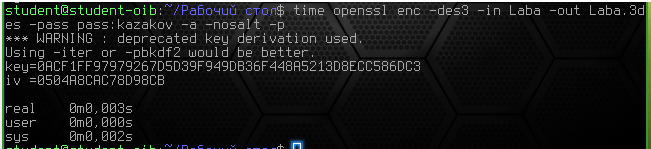 student@student-oib:~/Рабочий стол$ time openssl enc -des3 -in Laba -out Laba.3d
es -pass pass:kazakov -a -nosalt -p
*** WARNING : deprecated key derivation used.
Using -iter or -pbkdf2 would be better.
key=0ACF1FF97979267D5D39F949DB36F448A5213D8ECC586DC3
iv =0504A8CAC78D98CB
real 0m0,003s
user 0m0,000s
sys 0m0,002s
student@student-oib:~/Рабочий стол$